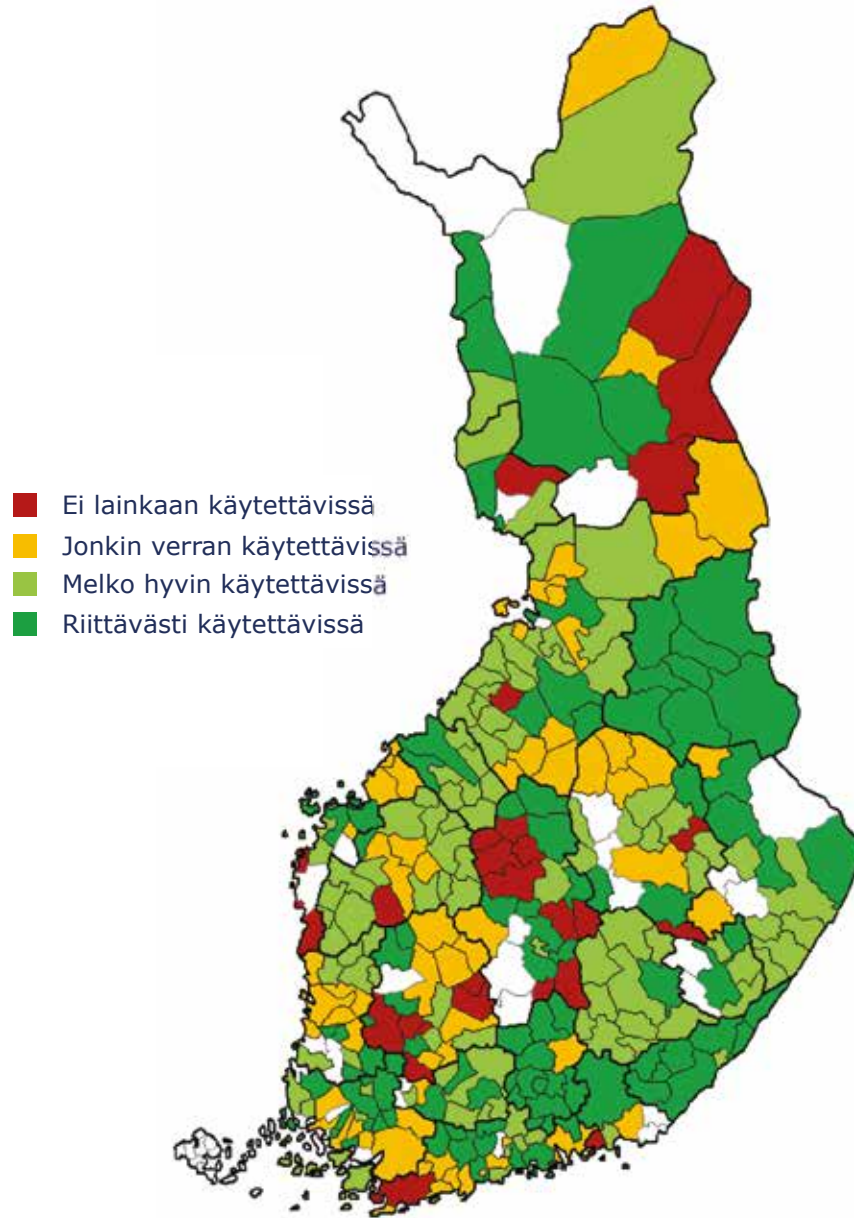 Ei lainkaan käytettävissä
Jonkin verran käytettävissä
Melko hyvin käytettävissä
Riittävästi käytettävissä